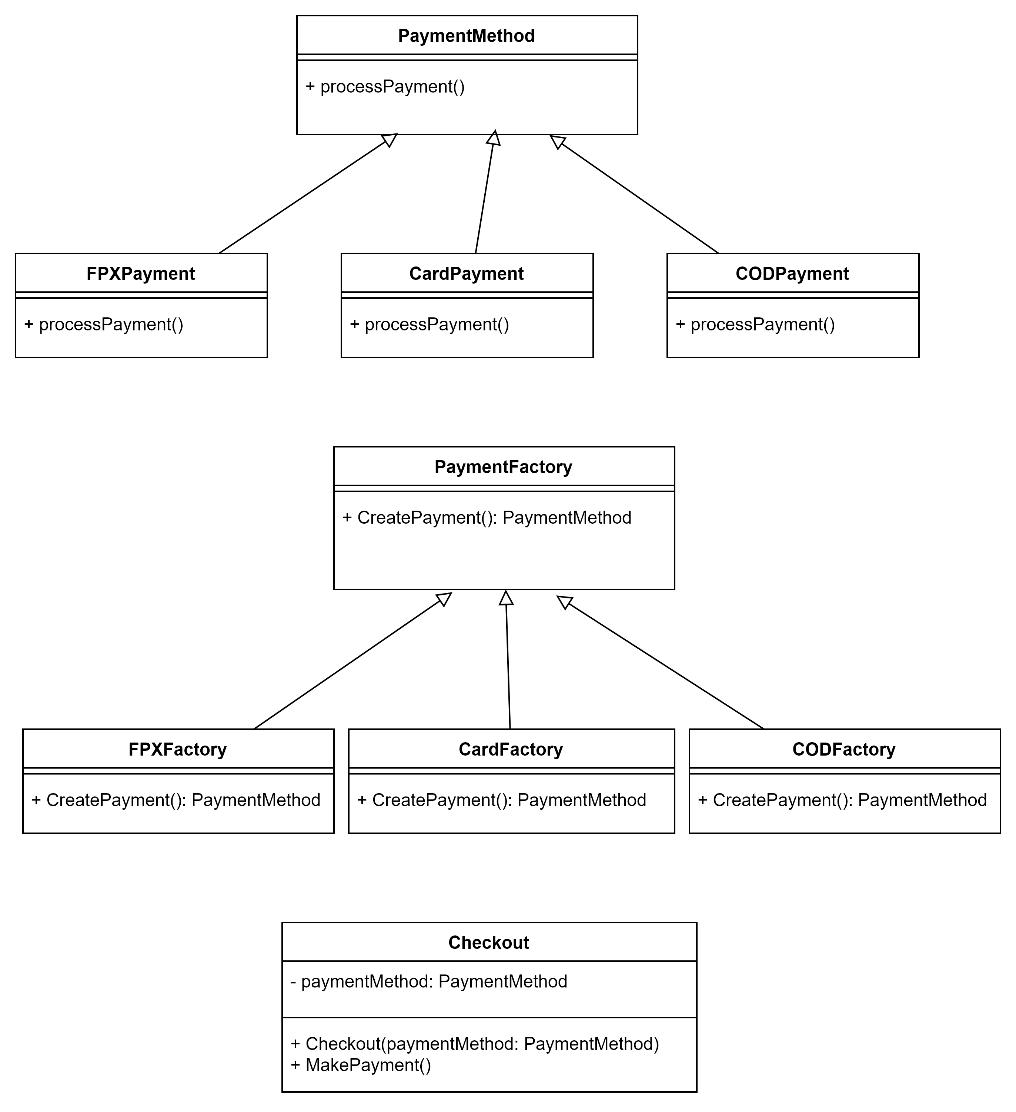 PaymentMethod
+ processPayment()
FPXPayment
+ processPayment()
CardPayment
+ processPayment()
CODPayment
+ processPayment()
PaymentFactory
+ CreatePayment(): PaymentMethod
FPXFactory
+ CreatePayment(): PaymentMethod
CardFactory
+ CreatePayment(): PaymentMethod
CODFactory
+ CreatePayment(): PaymentMethod
Checkout
- paymentMethod: PaymentMethod
+ Checkout(paymentMethod: PaymentMethod)
+ MakePayment()